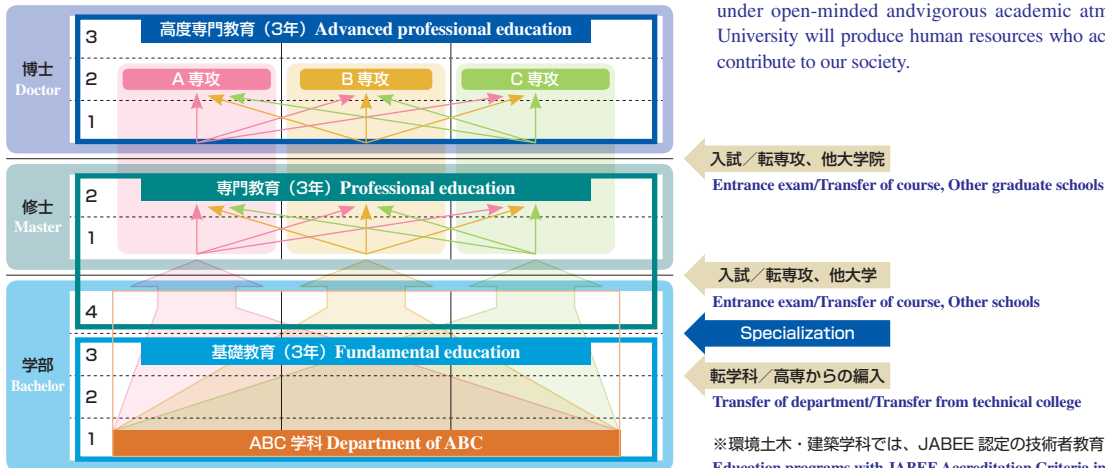 under open-minded andvigorous academic atm
University will produce human resources who ac
contribute to our society.
高度専門教育（3年）Advanced professional education
博士
Doctor
3
2
1
A 専攻
B 専攻
C 専攻
入試／転専攻、他大学院
Entrance exam/Transfer of course, Other graduate schools
専門教育（3年）Professional education
修士
Master
2
1
入試／転専攻、他大学
Entrance exam/Transfer of course, Other schools
Specialization
学部
Bachelor
4
3
2
1
基礎教育（3年）Fundamental education
転学科／高専からの編入
Transfer of department/Transfer from technical college
ABC 学科 Department of ABC
※環境土木・建築学科では、JABEE 認定の技術者教育
Education programs with JABEE Accreditation Criteria in